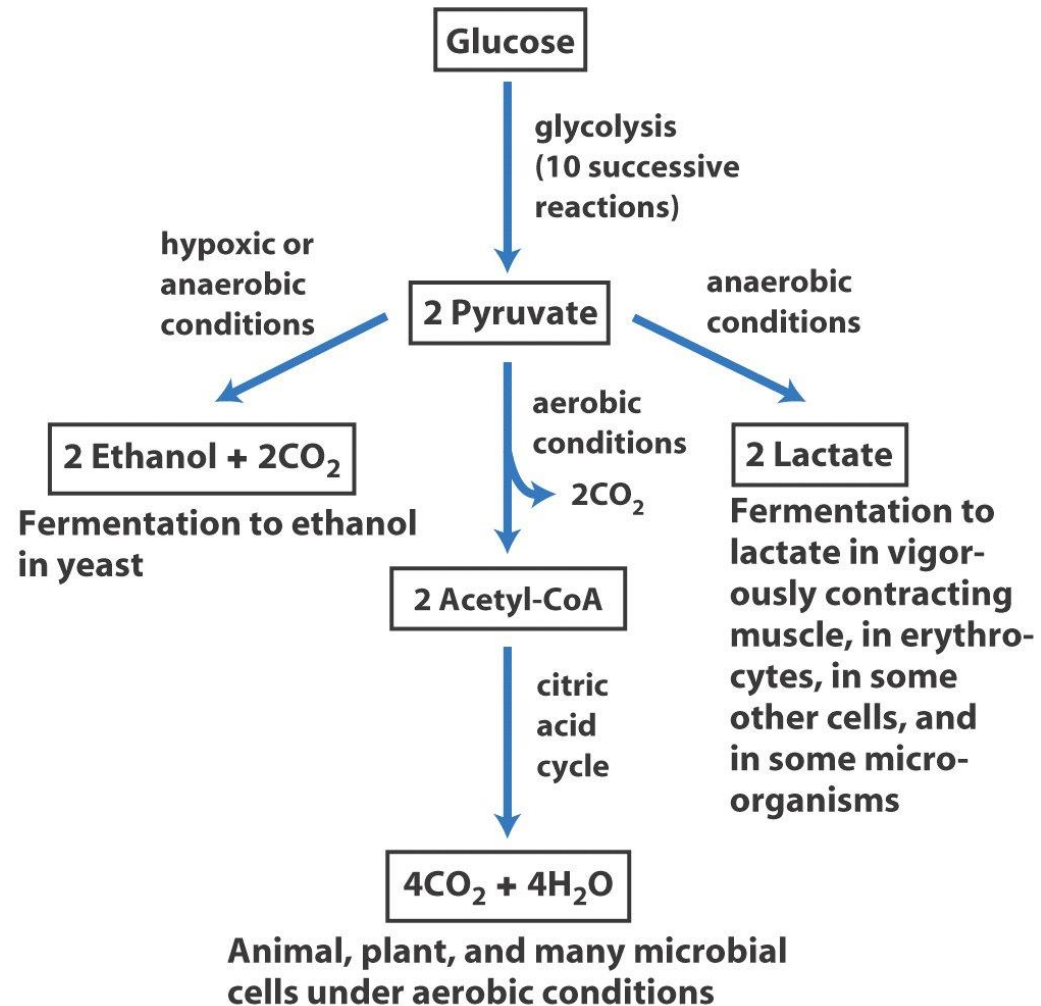 Glucose
glycolysis
(10 successive
reactions)
hypoxic or
anaerobic
conditions
2 Pyruvate
anaerobic
conditions
2 Ethanol + 2CO₂
Fermentation to ethanol
in yeast
aerobic
conditions
2CO₂
2 Lactate
Fermentation to
lactate in vigor-
ously contracting
muscle, in erythro-
cytes, in some
other cells, and
in some micro-
organisms
2 Acetyl-CoA
citric
acid
cycle
4CO₂ + 4H₂O
Animal, plant, and many microbial
cells under aerobic conditions